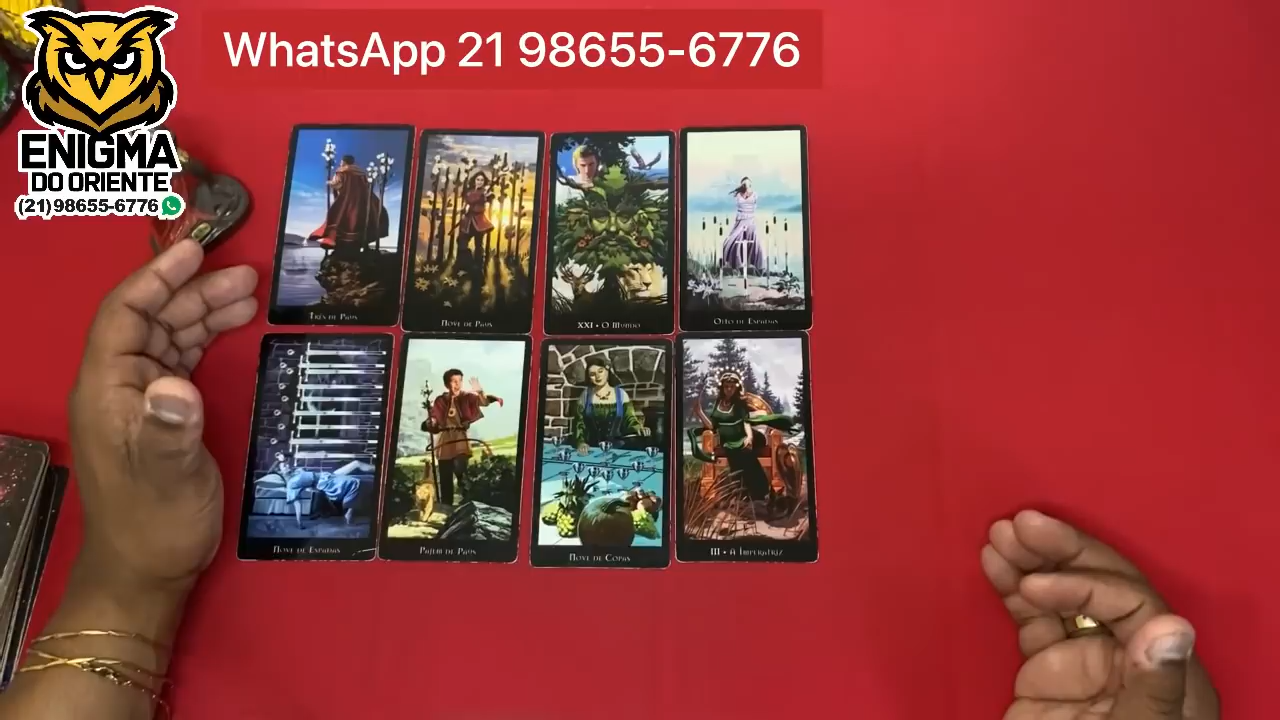 WhatsApp 21 98655-6776
ENIGMA
DO ORIENTE
(21)98655-6776
TRÊS DE PAUS
NOVE DE PAUS
XXI • O MUNDO
OITO DE ESPADAS
NOVE DE ESPADAS
PAJEM DE PAUS
NOVE DE COPAS
III • A IMPERATRIZ